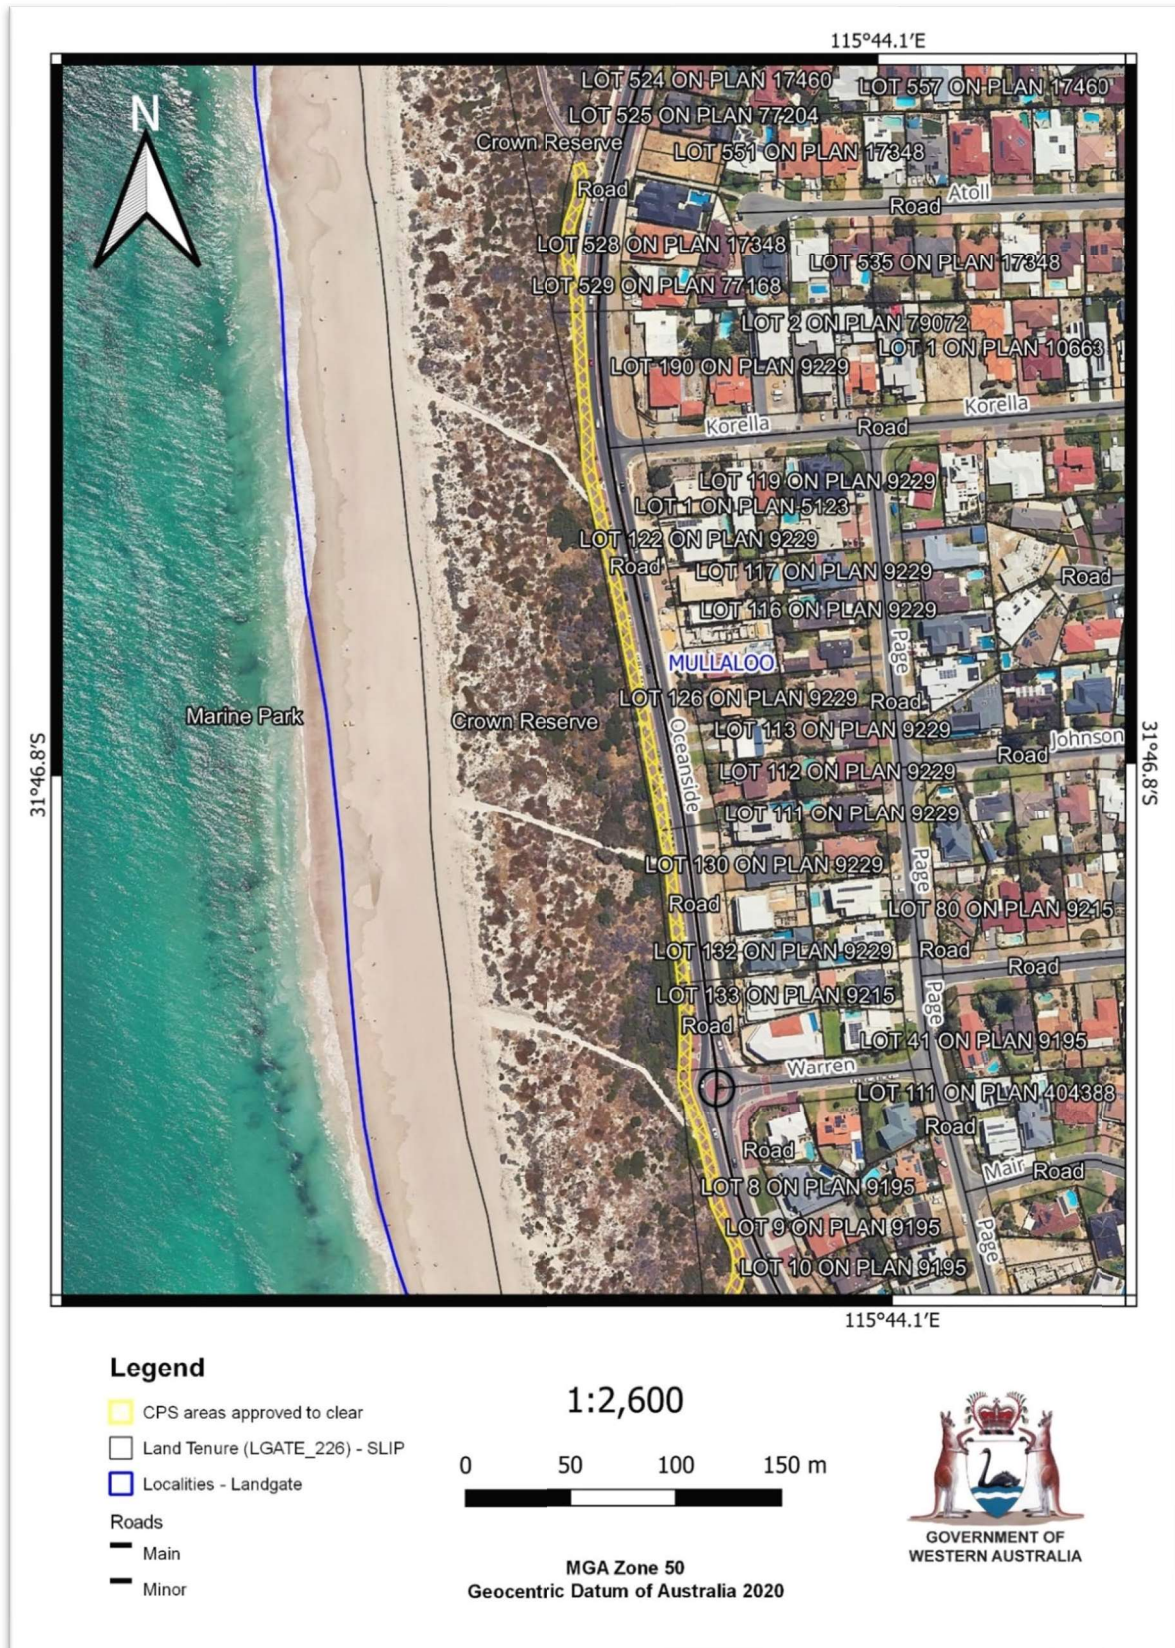 115°44.1'E
N
LOT 524 ON PLAN 17460
LOT 557 ON PLAN 17460
LOT 525 ON PLAN 77204
Crown Reserve
LOT 551 ON PLAN 17348
Road
Atoll
Road
LOT 528 ON PLAN 17348
LOT 535 ON PLAN 17348
LOT 529 ON PLAN 77168
LOT 2 ON PLAN 79072
LOT 1 ON PLAN 10663
LOT 190 ON PLAN 9229
Korella
Korella
Road
LOT 119 ON PLAN 9229
LOT 1 ON PLAN 5123
LOT 122 ON PLAN 9229
Road
LOT 117 ON PLAN 9229
Road
LOT 116 ON PLAN 9229
Page
MULLALOO
LOT 126 ON PLAN 9229
Road
Marine Park
Crown Reserve
LOT 113 ON PLAN 9229
Johnson
Oceanside
Road
31°46.8'S
31°46.8'S
LOT 112 ON PLAN 9229
LOT 111 ON PLAN 9229
LOT 130 ON PLAN 9229
Page
Road
LOT 80 ON PLAN 9215
LOT 132 ON PLAN 9229
Road
Road
LOT 133 ON PLAN 9215
Page
Road
LOT 41 ON PLAN 9195
Warren
LOT 111 ON PLAN 404388
Road
Road
Mair
Road
LOT 8 ON PLAN 9195
LOT 9 ON PLAN 9195
Page
LOT 10 ON PLAN 9195
115°44.1'E
Legend
CPS areas approved to clear
Land Tenure (LGATE_226) - SLIP
Localities - Landgate
Roads
Main
Minor
1:2,600
0 50 100 150 m
MGA Zone 50
Geocentric Datum of Australia 2020
GOVERNMENT OF
WESTERN AUSTRALIA